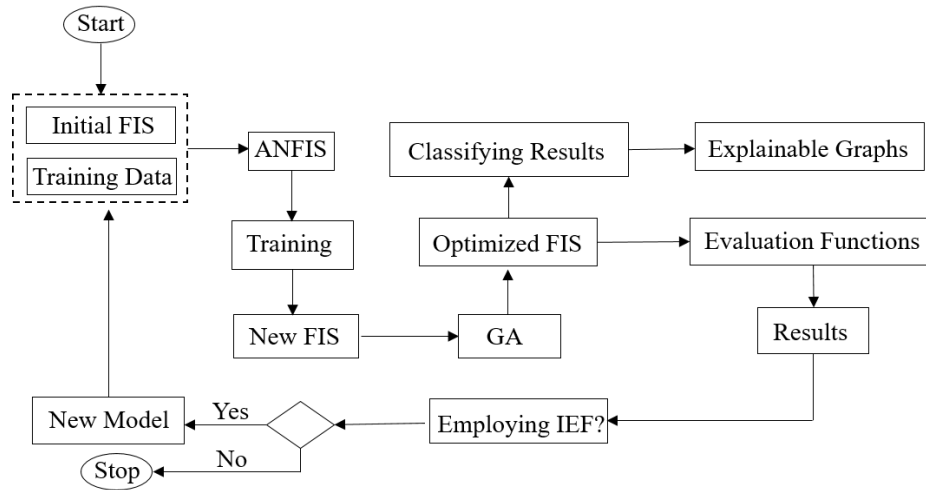 Start
Initial FIS
Training Data
ANFIS
Training
New FIS
GA
Optimized FIS
Classifying Results
Explainable Graphs
Evaluation Functions
Results
Employing IEF?
Yes
New Model
No
Stop